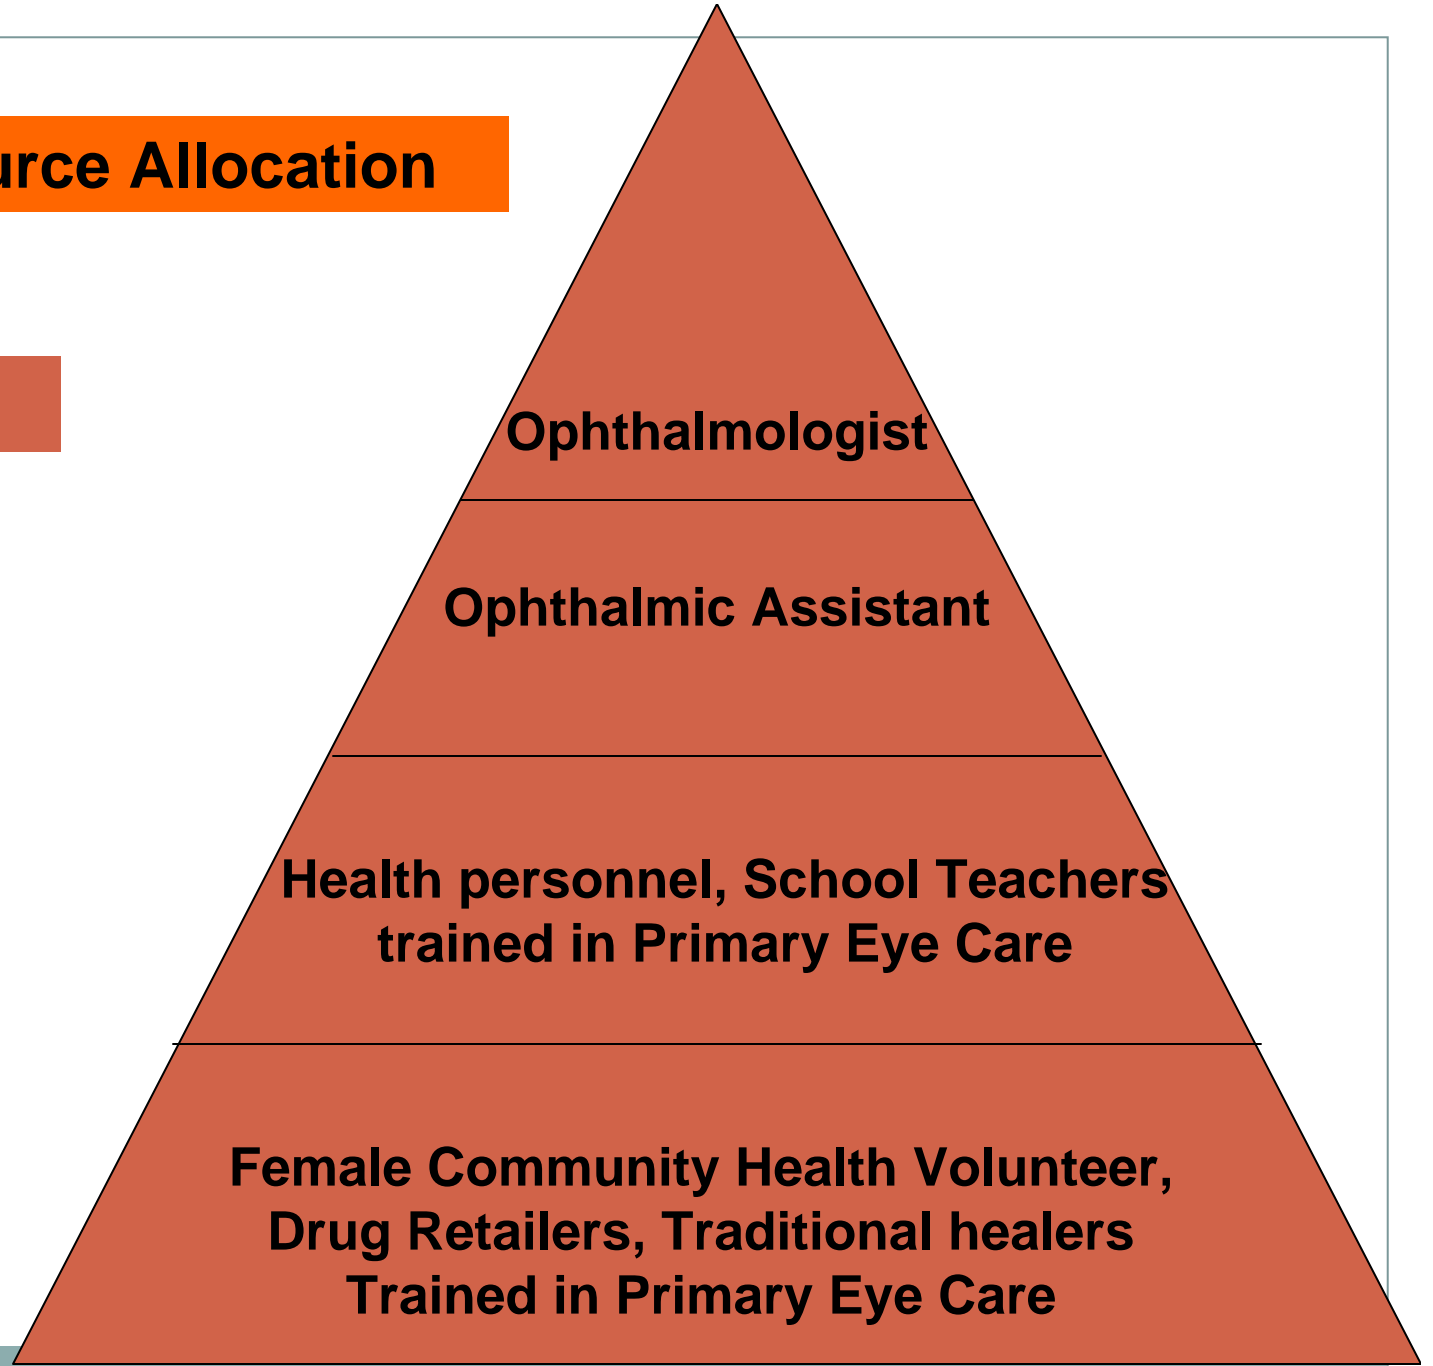 Allocation
Ophthalmologist
Ophthalmic Assistant
Health personnel, School Teachers
trained in Primary Eye Care
Female Community Health Volunteer,
Drug Retailers, Traditional healers
Trained in Primary Eye Care